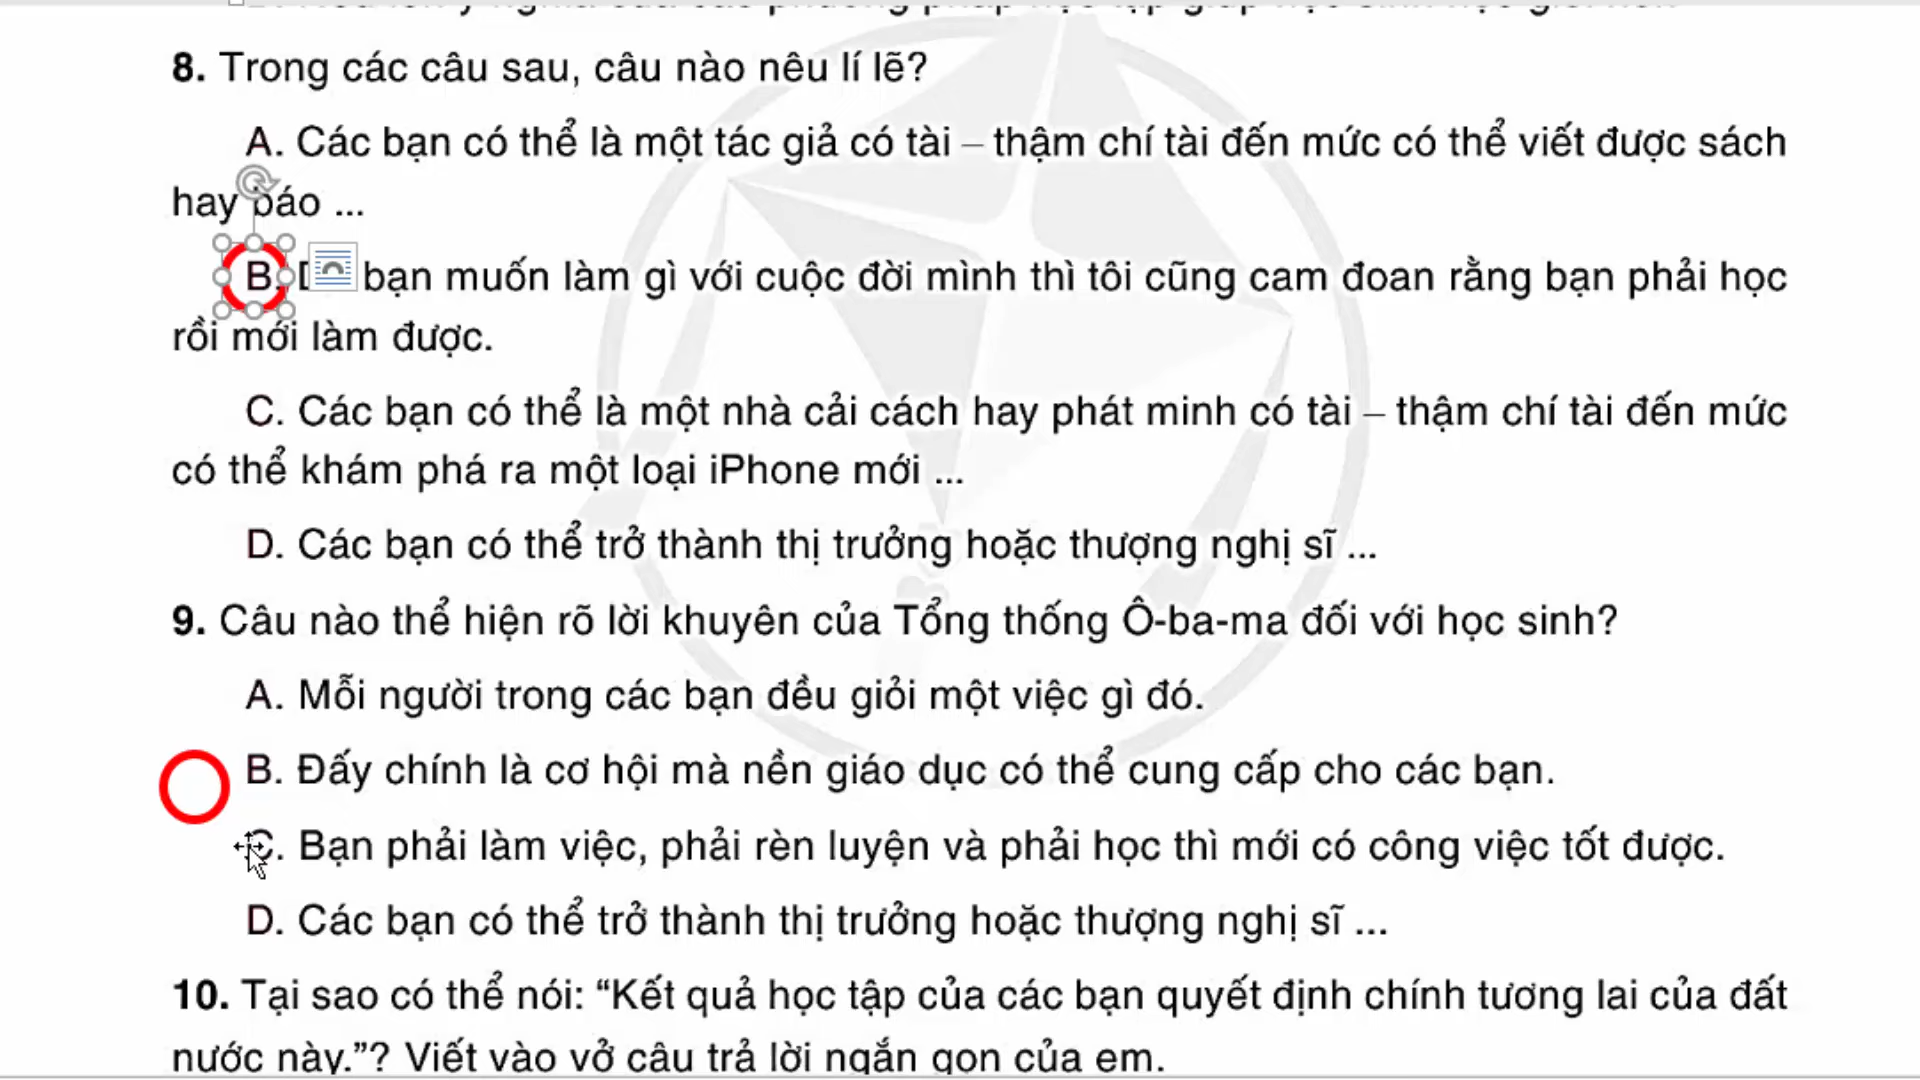 8. Trong các câu sau, câu nào nêu lí lẽ?
A. Các bạn có thể là một tác giả có tài – thậm chí tài đến mức có thể viết được sách
hay báo ...
B. bạn muốn làm gì với cuộc đời mình thì tôi cũng cam đoan rằng bạn phải học
rồi mới làm được.
C. Các bạn có thể là một nhà cải cách hay phát minh có tài – thậm chí tài đến mức
có thể khám phá ra một loại iPhone mới ...
D. Các bạn có thể trở thành thị trưởng hoặc thượng nghị sĩ ...
9. Câu nào thể hiện rõ lời khuyên của Tổng thống Ô-ba-ma đối với học sinh?
A. Mỗi người trong các bạn đều giỏi một việc gì đó.
B. Đấy chính là cơ hội mà nền giáo dục có thể cung cấp cho các bạn.
C. Bạn phải làm việc, phải rèn luyện và phải học thì mới có công việc tốt được.
D. Các bạn có thể trở thành thị trưởng hoặc thượng nghị sĩ ...
10. Tại sao có thể nói: “Kết quả học tập của các bạn quyết định chính tương lai của đất
nước này.”? Viết vào vở câu trả lời ngắn gọn của em.